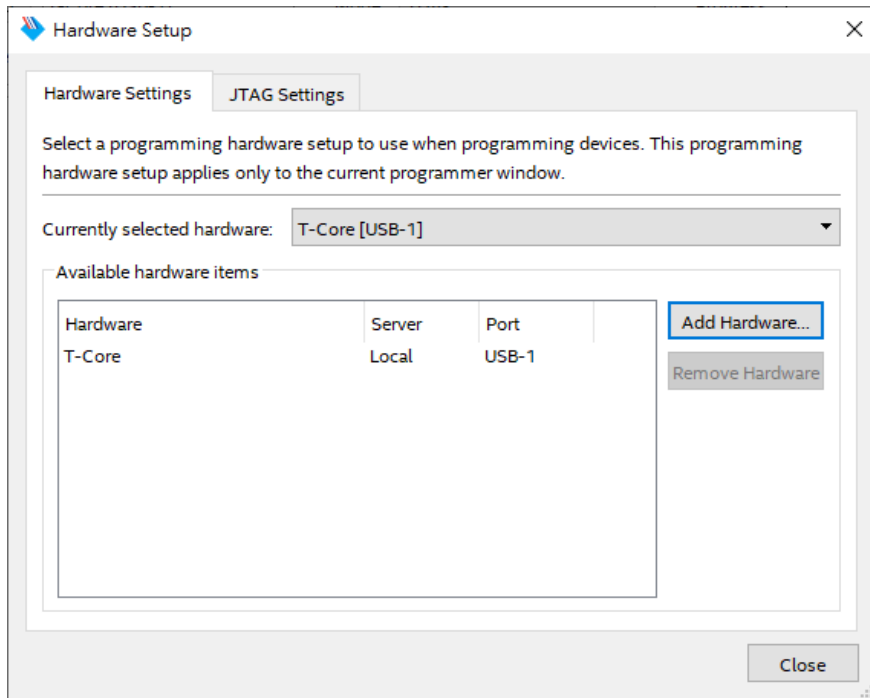 Hardware Setup
Hardware Settings
JTAG Settings
Select a programming hardware setup to use when programming devices. This programming
hardware setup applies only to the current programmer window.
Currently selected hardware:
T-Core [USB-1]
Available hardware items
Hardware Server Port
T-Core Local USB-1
Add Hardware...
Remove Hardware
Close